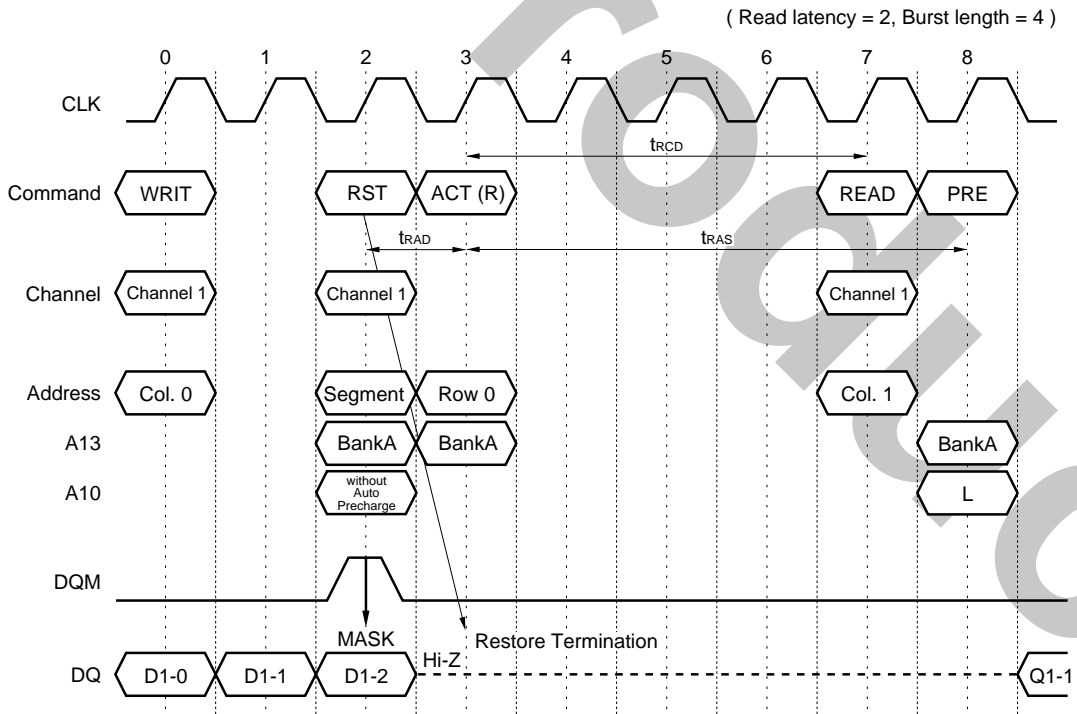 ( Read latency = 2, Burst length = 4 )
0 1 2 3 4 5 6 7 8
CLK
tRCD
Command WRIT RST ACT (R) READ PRE
tRAD tRAS
Channel Channel 1 Channel 1 Channel 1
Address Col. 0 Segment Row 0 Col. 1
A13 BankA BankA BankA
A10 without Auto Precharge L
DQM
MASK Restore Termination
Hi-Z
DQ D1-0 D1-1 D1-2 Q1-1